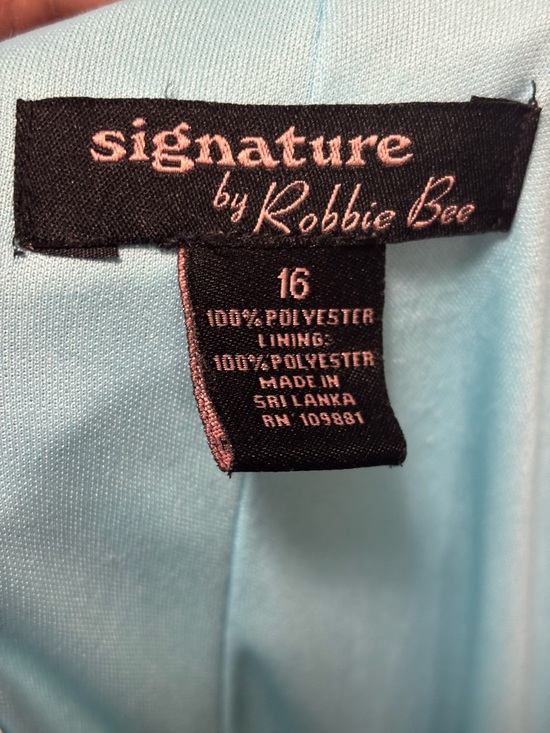 signature
by Robbie Bee
16
100% POLYESTER
LINING:
100% POLYESTER
MADE IN
SRI LANKA
RN 109881